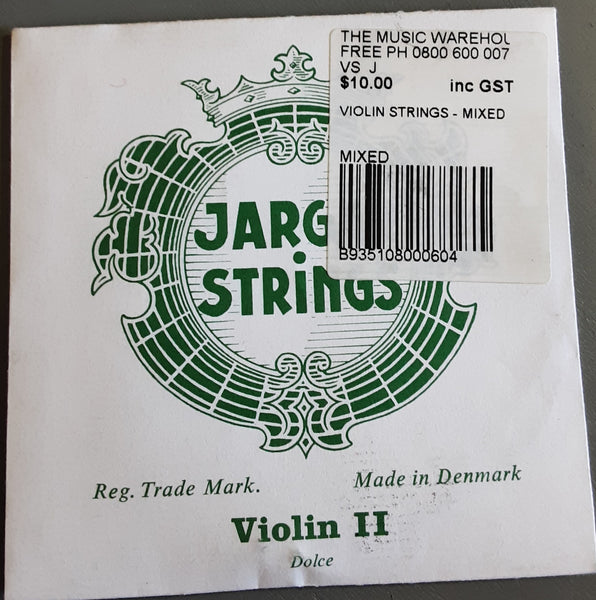 THE MUSIC WAREHOU
FREE PH 0800 600 007
VS J
$10.00 inc GST
VIOLIN STRINGS - MIXED
MIXED
B935108000604
JARG
STRiNGS
Reg. Trade Mark.
Made in Denmark
Violin II
Dolce